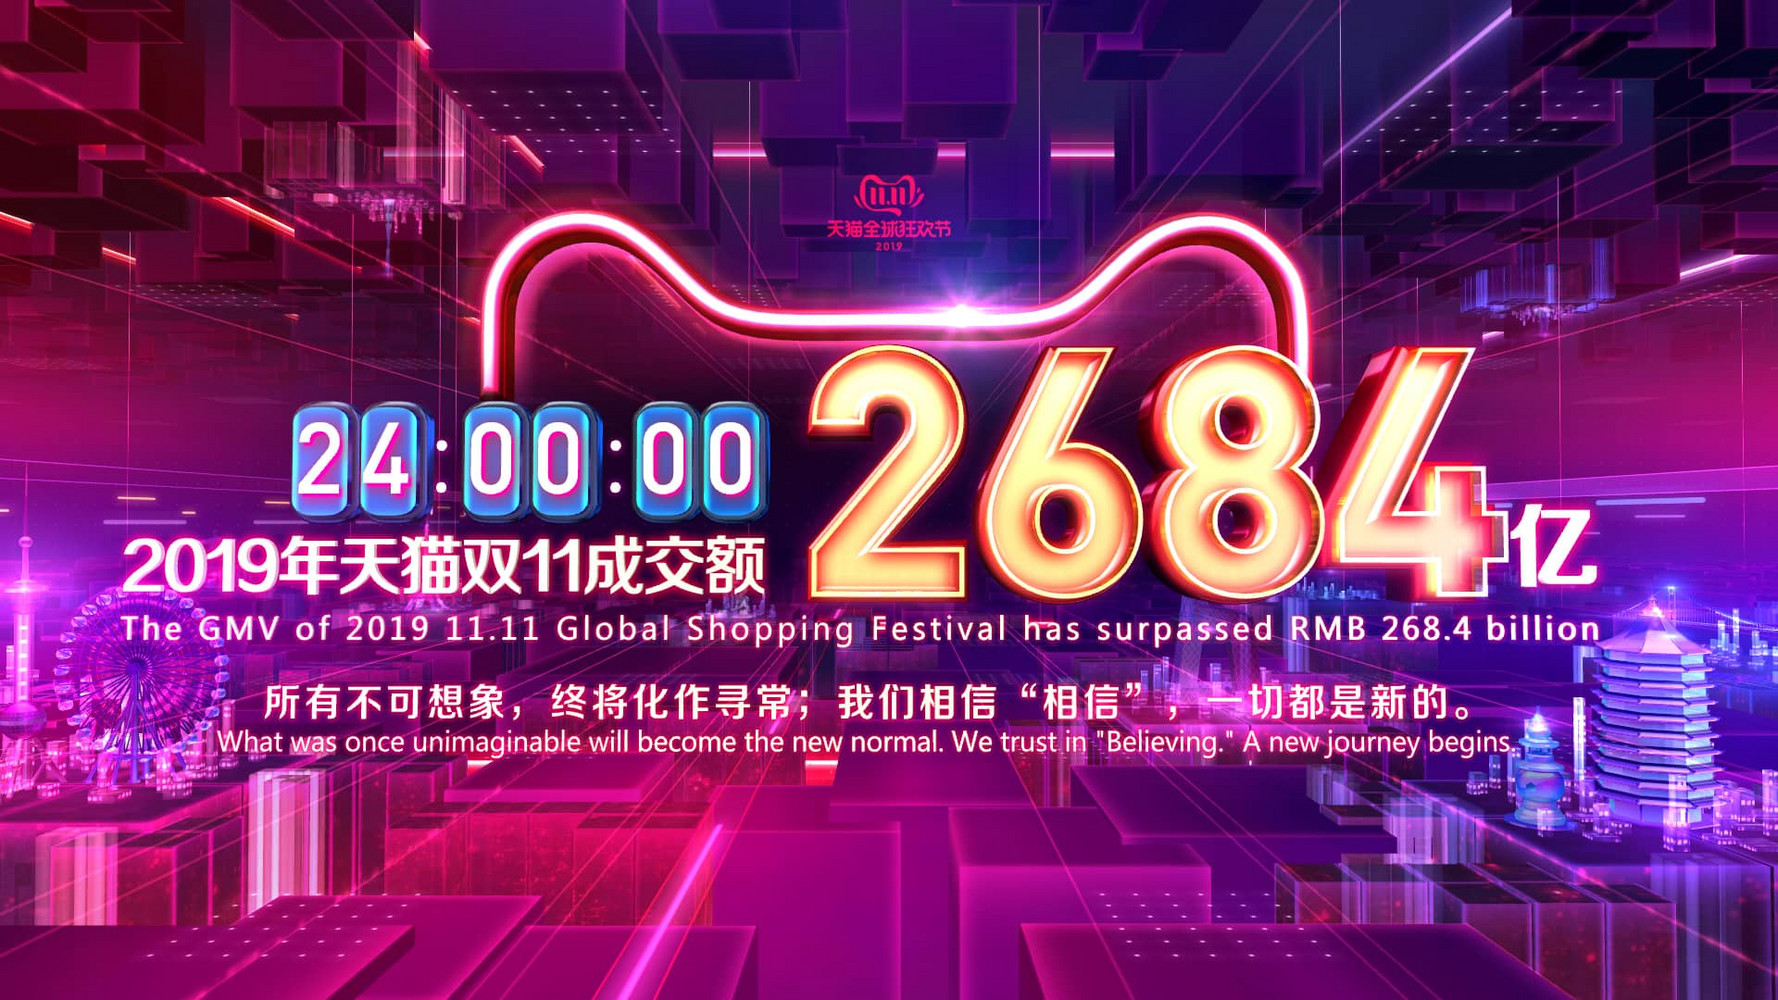 11.11
天猫全球狂欢节
2019
24:00:00
2684亿
2019年天猫双11成交额
The GMV of 2019 11.11 Global Shopping Festival has surpassed RMB 268.4 billion
所有不可想象，终将化作寻常；我们相信“相信”，一切都是新的。
What was once unimaginable will become the new normal. We trust in "Believing." A new journey begins.